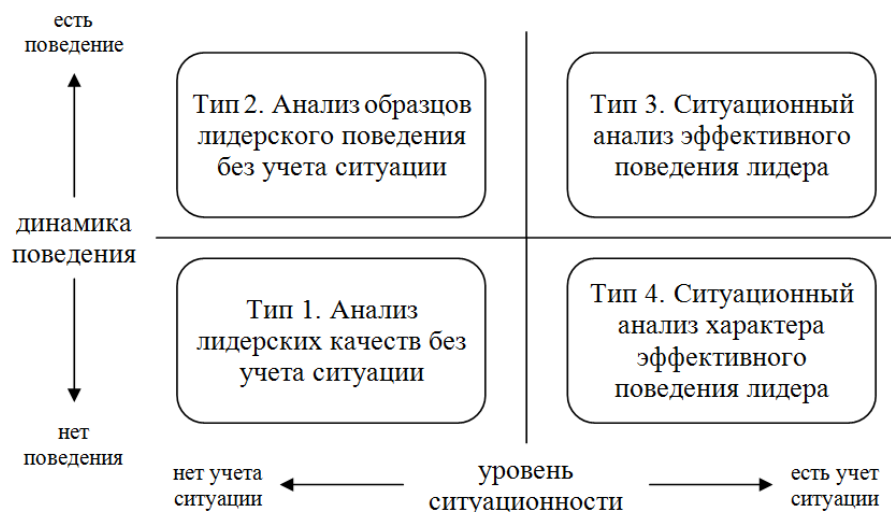 есть
поведение
Тип 2. Анализ образцов
лидерского поведения
без учета ситуации
Тип 3. Ситуационный
анализ эффективного
поведения лидера
динамика
поведения
Тип 1. Анализ
лидерских качеств без
учета ситуации
Тип 4. Ситуационный
анализ характера
эффективного
поведения лидера
нет
поведения
нет учета
ситуации
уровень
ситуационности
есть учет
ситуации